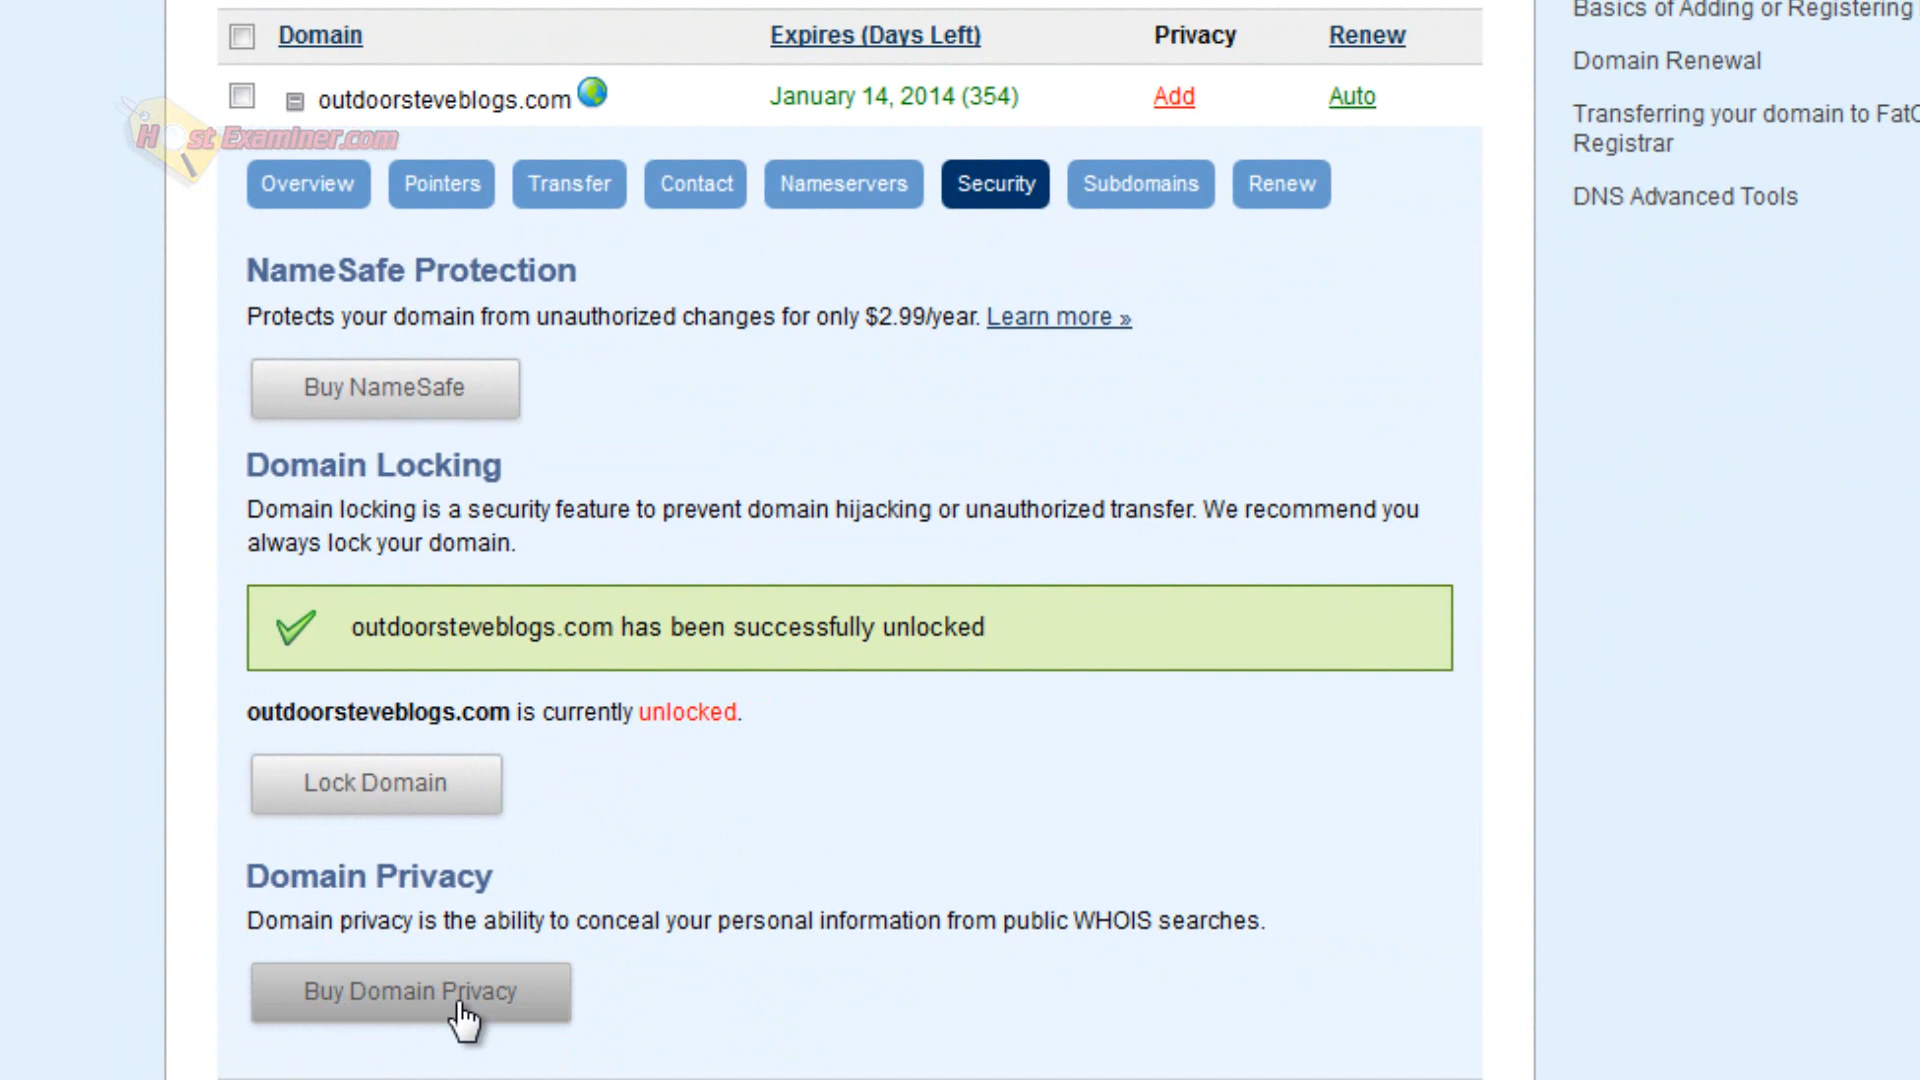 Basics of Adding or Registering
Domain Expires (Days Left) Privacy Renew
Domain Renewal
outdoorsteveblogs.com January 14, 2014 (354) Add Auto
Transferring your domain to FatC
Registrar
Host Examiner.com
Overview Pointers Transfer Contact Nameservers Security Subdomains Renew
DNS Advanced Tools
NameSafe Protection
Protects your domain from unauthorized changes for only $2.99/year. Learn more »
Buy NameSafe
Domain Locking
Domain locking is a security feature to prevent domain hijacking or unauthorized transfer. We recommend you
always lock your domain.
outdoorsteveblogs.com has been successfully unlocked
outdoorsteveblogs.com is currently unlocked.
Lock Domain
Domain Privacy
Domain privacy is the ability to conceal your personal information from public WHOIS searches.
Buy Domain Privacy